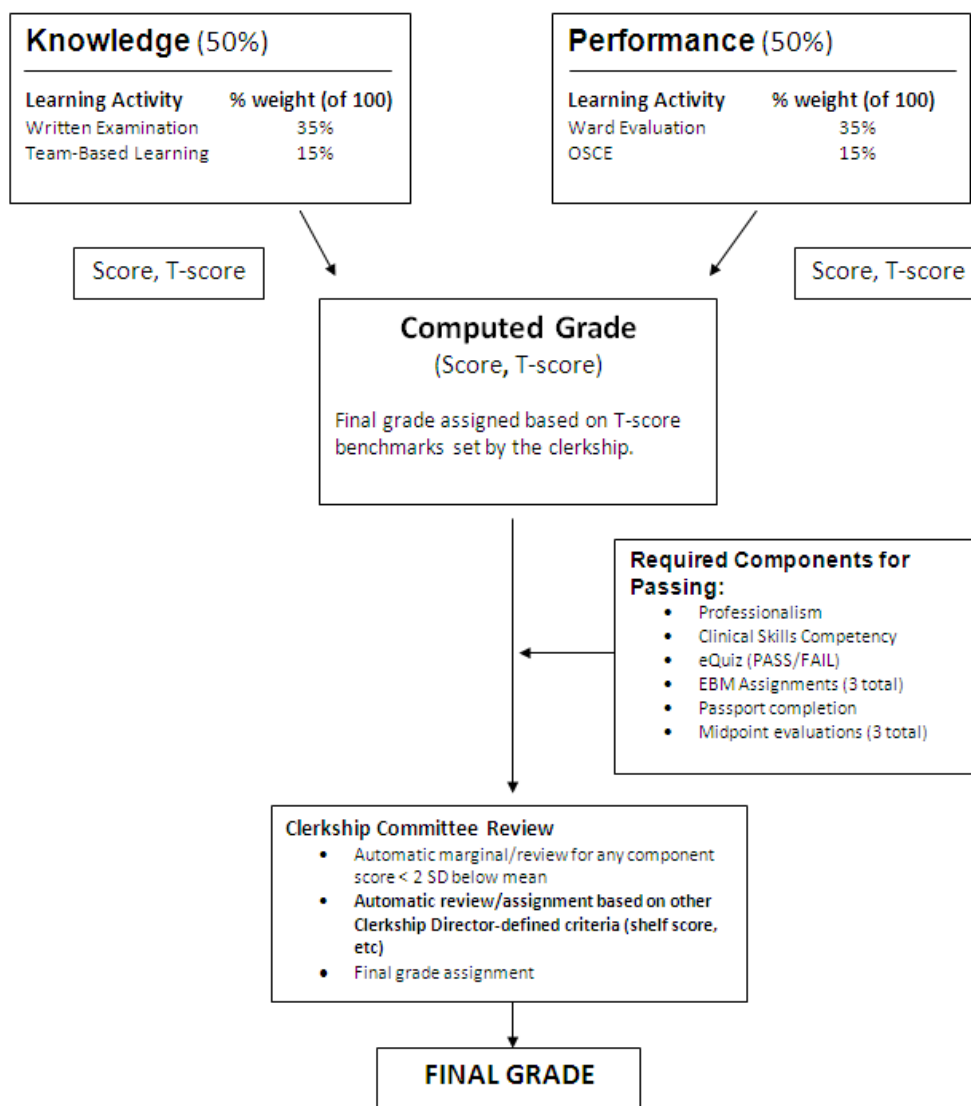 Knowledge (50%)
Learning Activity % weight (of 100)
Written Examination 35%
Team-Based Learning 15%
Performance (50%)
Learning Activity % weight (of 100)
Ward Evaluation 35%
OSCE 15%
Score, T-score
Score, T-score
Computed Grade
(Score, T-score)
Final grade assigned based on T-score
benchmarks set by the clerkship.
Required Components for
Passing:
• Professionalism
• Clinical Skills Competency
• eQuiz (PASS/FAIL)
• EBM Assignments (3 total)
• Passport completion
• Midpoint evaluations (3 total)
Clerkship Committee Review
• Automatic marginal/review for any component
score < 2 SD below mean
• Automatic review/assignment based on other
Clerkship Director-defined criteria (shelf score,
etc)
• Final grade assignment
FINAL GRADE